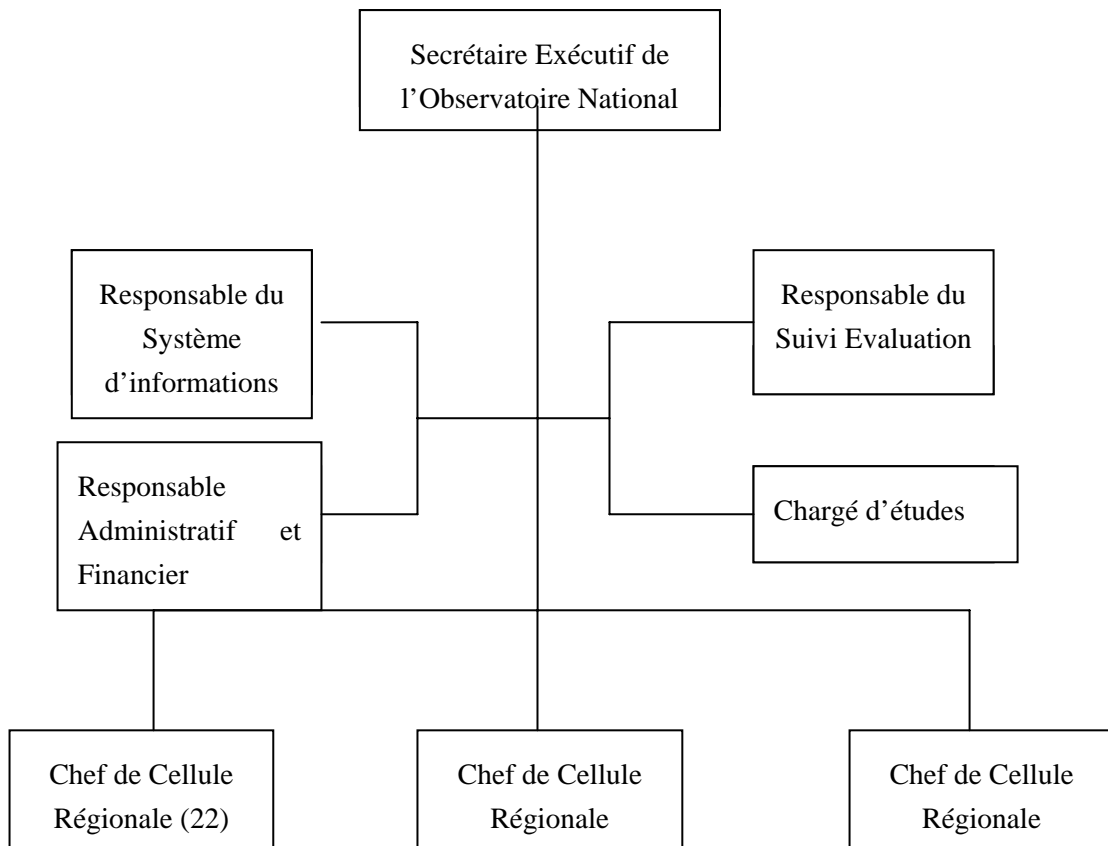 Secrétaire Exécutif de
l’Observatoire National
Responsable du
Système
d’informations
Responsable du
Suivi Evaluation
Responsable
Administratif et
Financier
Chargé d’études
Chef de Cellule
Régionale (22)
Chef de Cellule
Régionale
Chef de Cellule
Régionale